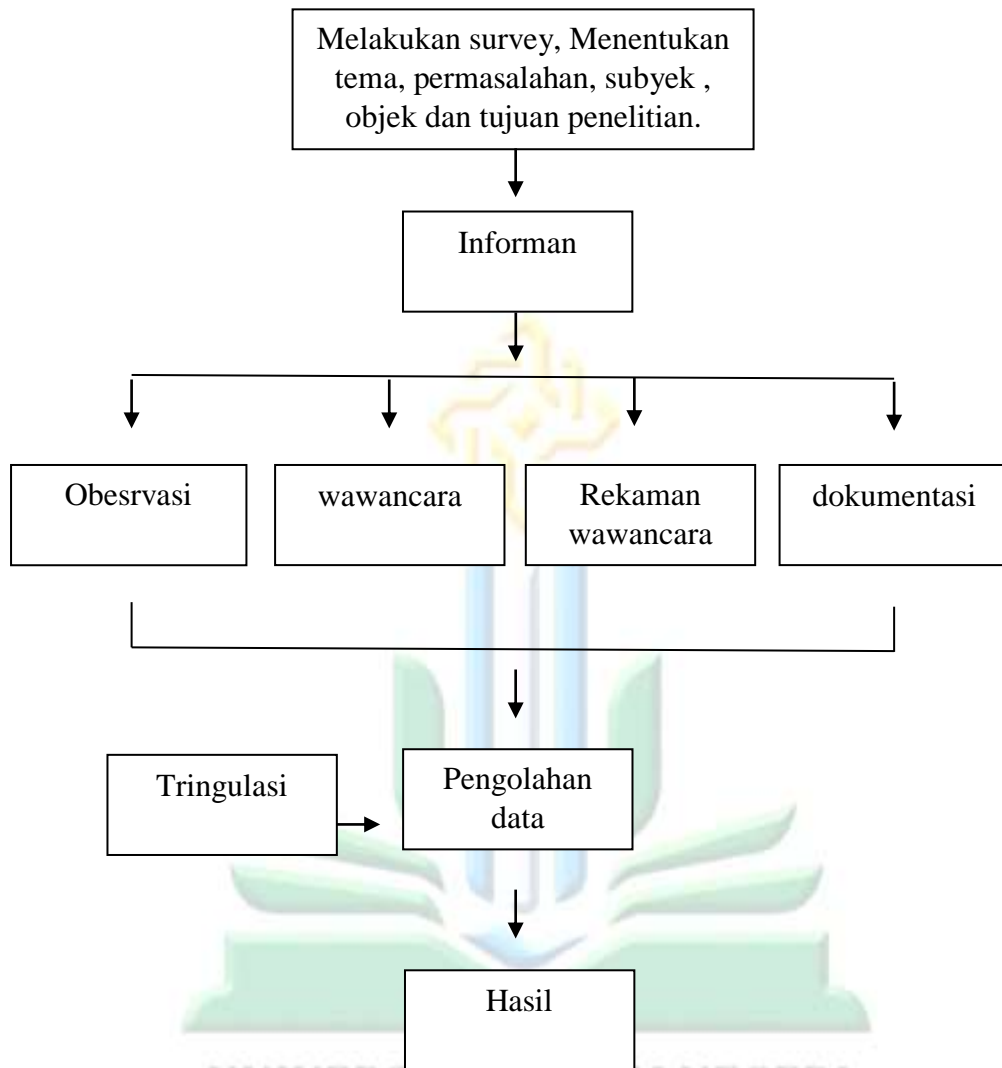 Melakukan survey, Menentukan
tema, permasalahan, subyek ,
objek dan tujuan penelitian.
Informan
Obesrvasi
wawancara
Rekaman
wawancara
dokumentasi
Tringulasi
Pengolahan
data
Hasil